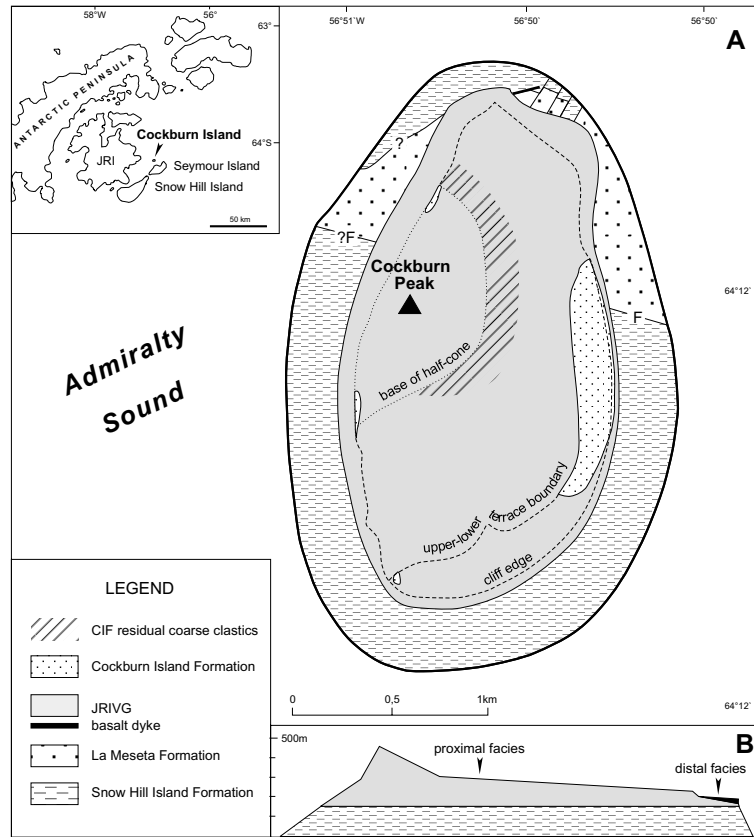 58°W
56°
63°
ANTARCTIC PENINSULA
Cockburn Island
64°S
JRI
Seymour Island
Snow Hill Island
50 km
56°51'
56°50'
56°50'
A
?
?F
Cockburn
Peak
64°12'
F
Admiralty
Sound
base of half-cone
upper-lower terrace boundary
cliff edge
LEGEND
CIF residual coarse clastics
Cockburn Island Formation
JRIVG
basalt dyke
La Meseta Formation
Snow Hill Island Formation
0 0,5 1km
64°12'
500m
B
proximal facies
distal facies